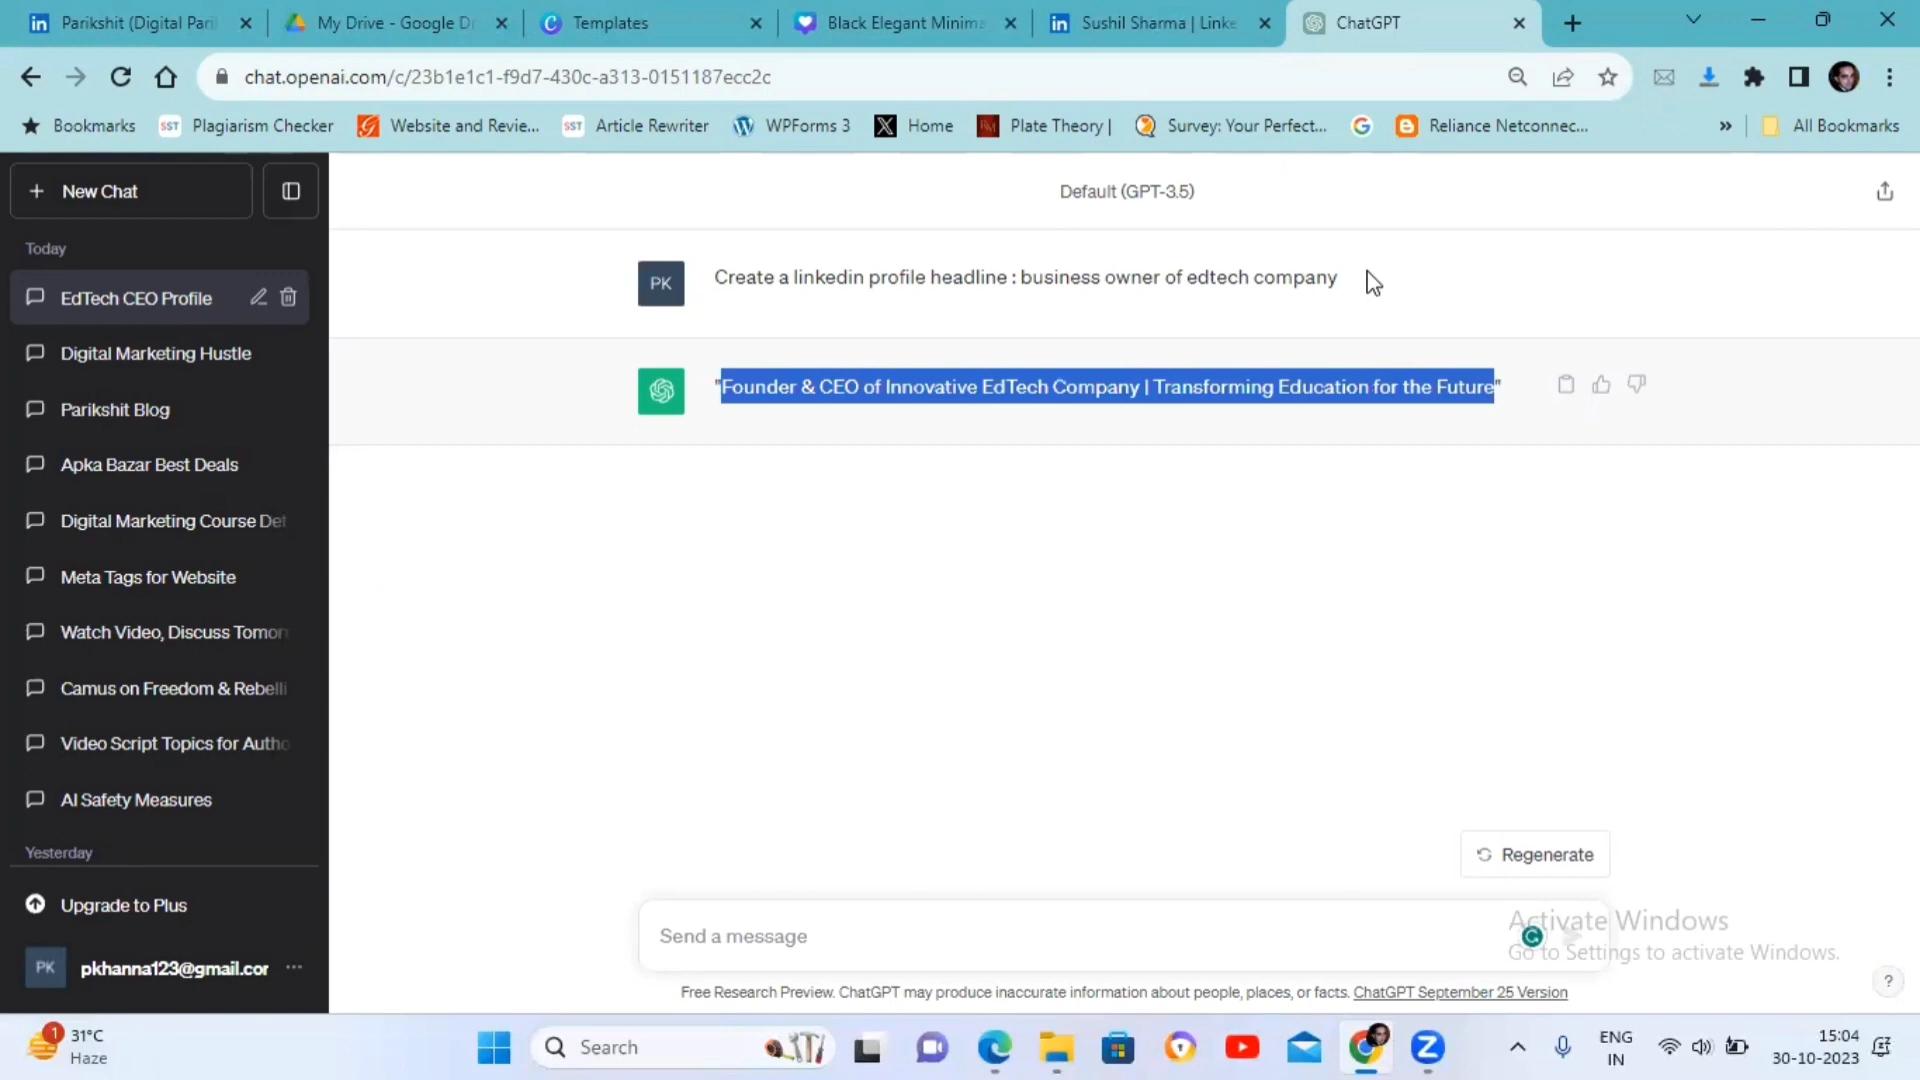 Parikshit (Digital Pari
My Drive - Google Dr
Templates
Black Elegant Minima
Sushil Sharma | Linke
ChatGPT
chat.openai.com/c/23b1e1c1-f9d7-430c-a313-0151187ecc2c
Bookmarks
SST
Plagiarism Checker
Website and Revie...
SST
Article Rewriter
WPForms 3
Home
Plate Theory |
Survey: Your Perfect...
Reliance Netconnec...
»
All Bookmarks
+ New Chat
Default (GPT-3.5)
Today
EdTech CEO Profile
Digital Marketing Hustle
Parikshit Blog
Apka Bazar Best Deals
Digital Marketing Course Det
Meta Tags for Website
Watch Video, Discuss Tomorr
Camus on Freedom & Rebelli
Video Script Topics for Autho
AI Safety Measures
Yesterday
Upgrade to Plus
PK
pkhanna123@gmail.cor
PK
Create a linkedin profile headline : business owner of edtech company
"Founder & CEO of Innovative EdTech Company | Transforming Education for the Future"
Regenerate
Send a message
Activate Windows
Go to Settings to activate Windows.
Free Research Preview. ChatGPT may produce inaccurate information about people, places, or facts. ChatGPT September 25 Version
?
1
31°C
Haze
Search
ENG
IN
15:04
30-10-2023